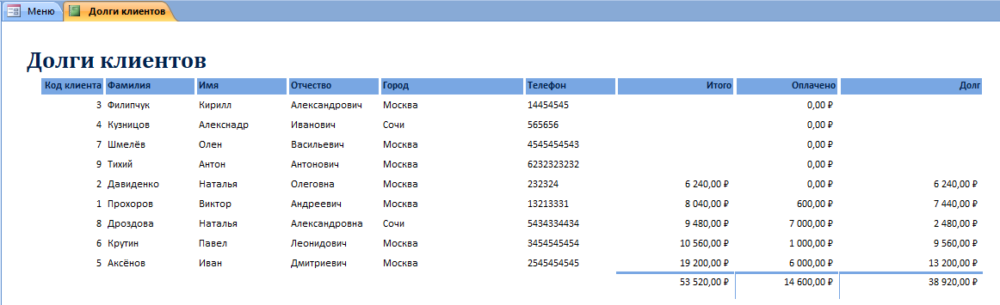 Меню Долги клиентов
Долги клиентов
Код клиента Фамилия Имя Отчество Город Телефон Итого Оплачено Долг
3 Филипчук Кирилл Александрович Москва 14454545 0,00 ₽
4 Кузницов Алекснадр Иванович Сочи 565656 0,00 ₽
7 Шмелёв Олен Васильевич Москва 4545454543 0,00 ₽
9 Тихий Антон Антонович Москва 6232323232 0,00 ₽
2 Давиденко Наталья Олеговна Москва 232324 6 240,00 ₽ 0,00 ₽ 6 240,00 ₽
1 Прохоров Виктор Андреевич Москва 13213331 8 040,00 ₽ 600,00 ₽ 7 440,00 ₽
8 Дроздова Наталья Александровна Сочи 5434334434 9 480,00 ₽ 7 000,00 ₽ 2 480,00 ₽
6 Крутин Павел Леонидович Москва 3454545454 10 560,00 ₽ 1 000,00 ₽ 9 560,00 ₽
5 Аксёнов Иван Дмитриевич Москва 2545454545 19 200,00 ₽ 6 000,00 ₽ 13 200,00 ₽
53 520,00 ₽ 14 600,00 ₽ 38 920,00 ₽